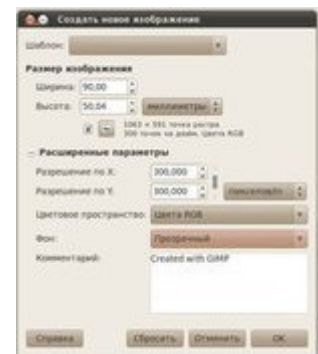 Создать новое изображение
Шаблон:
Размер изображения
Ширина: 90,00
Высота: 50,04 миллиметры
1063 × 591 точка растра
300 точек на дюйм, Цвета RGB
Расширенные параметры
Разрешение по X: 300,000
Разрешение по Y: 300,000 пикселов/in
Цветовое пространство: Цвета RGB
Фон: Прозрачный
Комментарий: Created with GIMP
Справка Сбросить Отменить OK